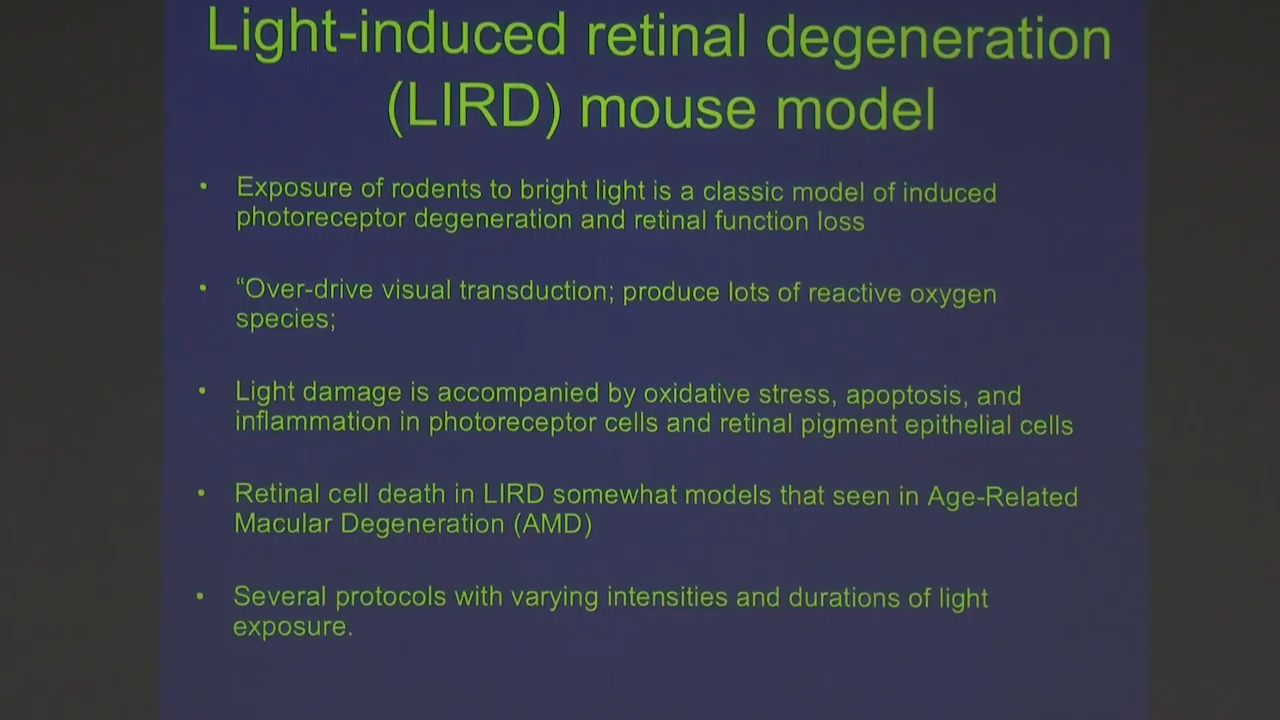 Light-induced retinal degeneration
(LIRD) mouse model
• Exposure of rodents to bright light is a classic model of induced
photoreceptor degeneration and retinal function loss
• “Over-drive visual transduction; produce lots of reactive oxygen
species;
• Light damage is accompanied by oxidative stress, apoptosis, and
inflammation in photoreceptor cells and retinal pigment epithelial cells
• Retinal cell death in LIRD somewhat models that seen in Age-Related
Macular Degeneration (AMD)
• Several protocols with varying intensities and durations of light
exposure.